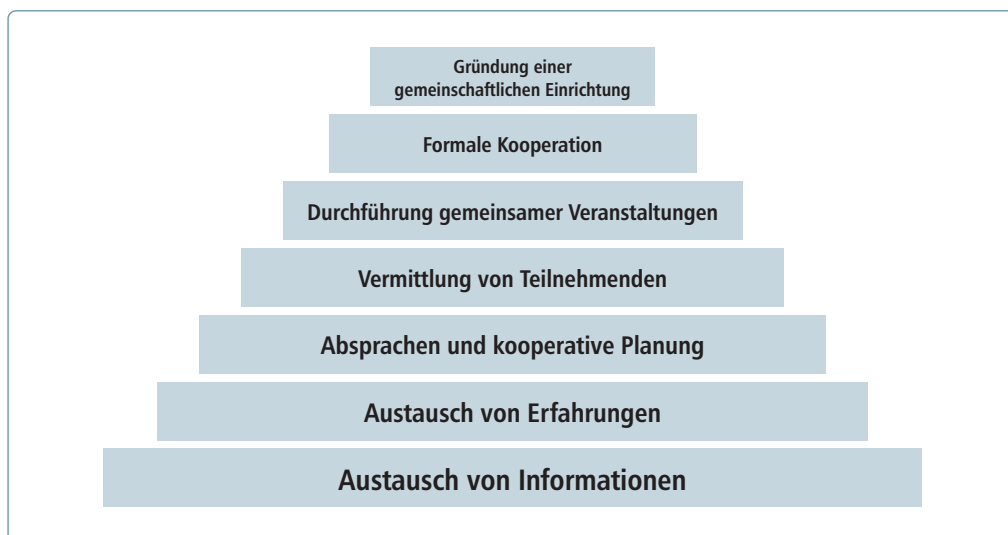 Gründung einer
gemeinschaftlichen Einrichtung
Formale Kooperation
Durchführung gemeinsamer Veranstaltungen
Vermittlung von Teilnehmenden
Absprachen und kooperative Planung
Austausch von Erfahrungen
Austausch von Informationen